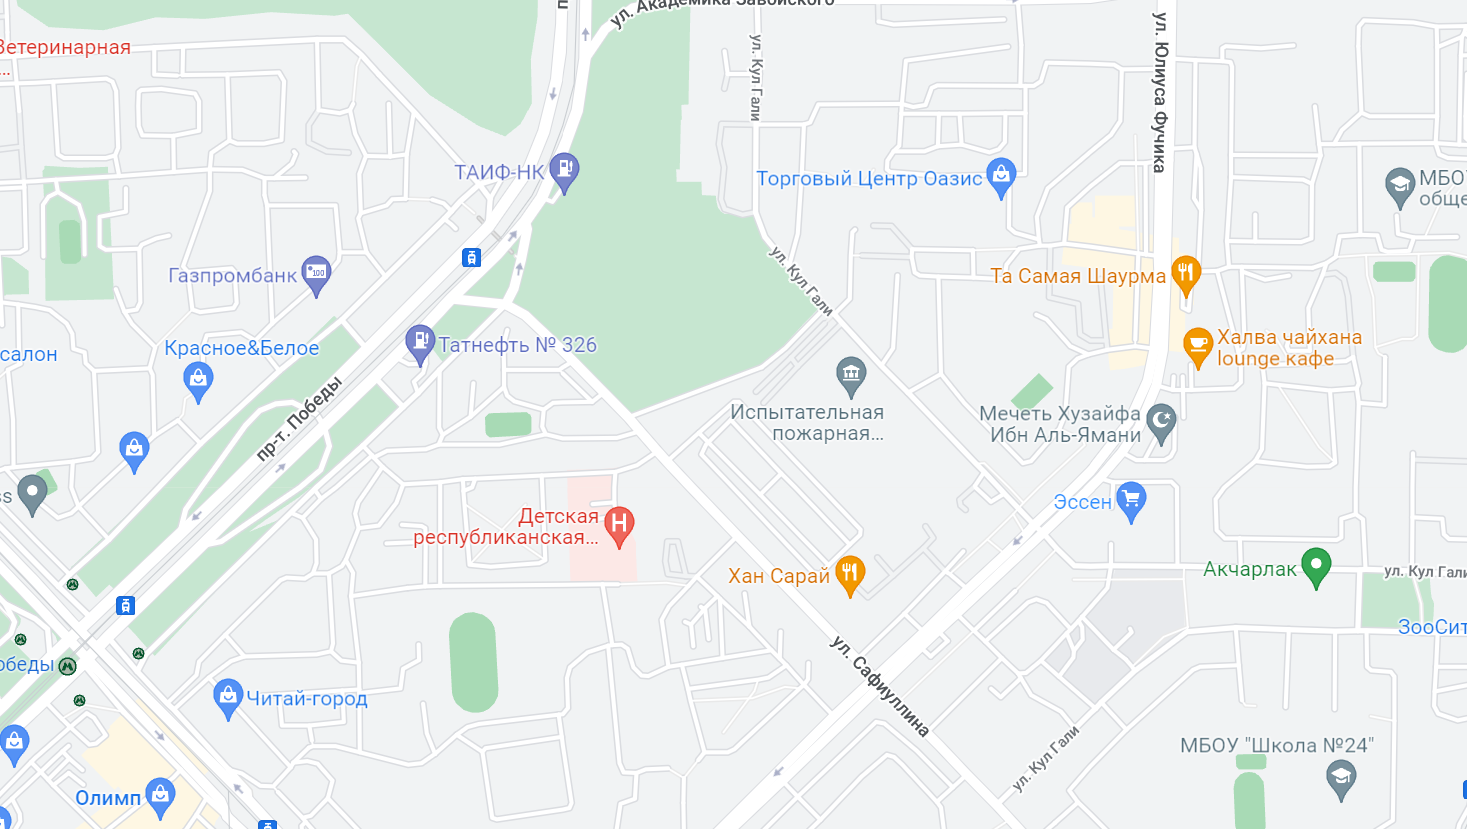 ул. Академика Завойского
Ветеринарная
...
ул. Кул Гали
ул. Юлиуса Фучика
ТАИФ-НК
Торговый Центр Оазис
МБОУ
обще
Газпромбанк
100
ул. Кул Гали
Та Самая Шаурма
Красное&Белое
Татнефть № 326
салон
Халва чайхана
lounge кафе
пр-т. Победы
Испытательная
пожарная...
Мечеть Хузайфа
Ибн Аль-Ямани
ss
Эссен
Детская
республиканская...
H
Хан Сарай
Акчарлак
ул. Кул Гали
ЗооСит
обеды
ул. Сафиуллина
Читай-город
ул. Кул Гали
МБОУ "Школа №24"
Олимп